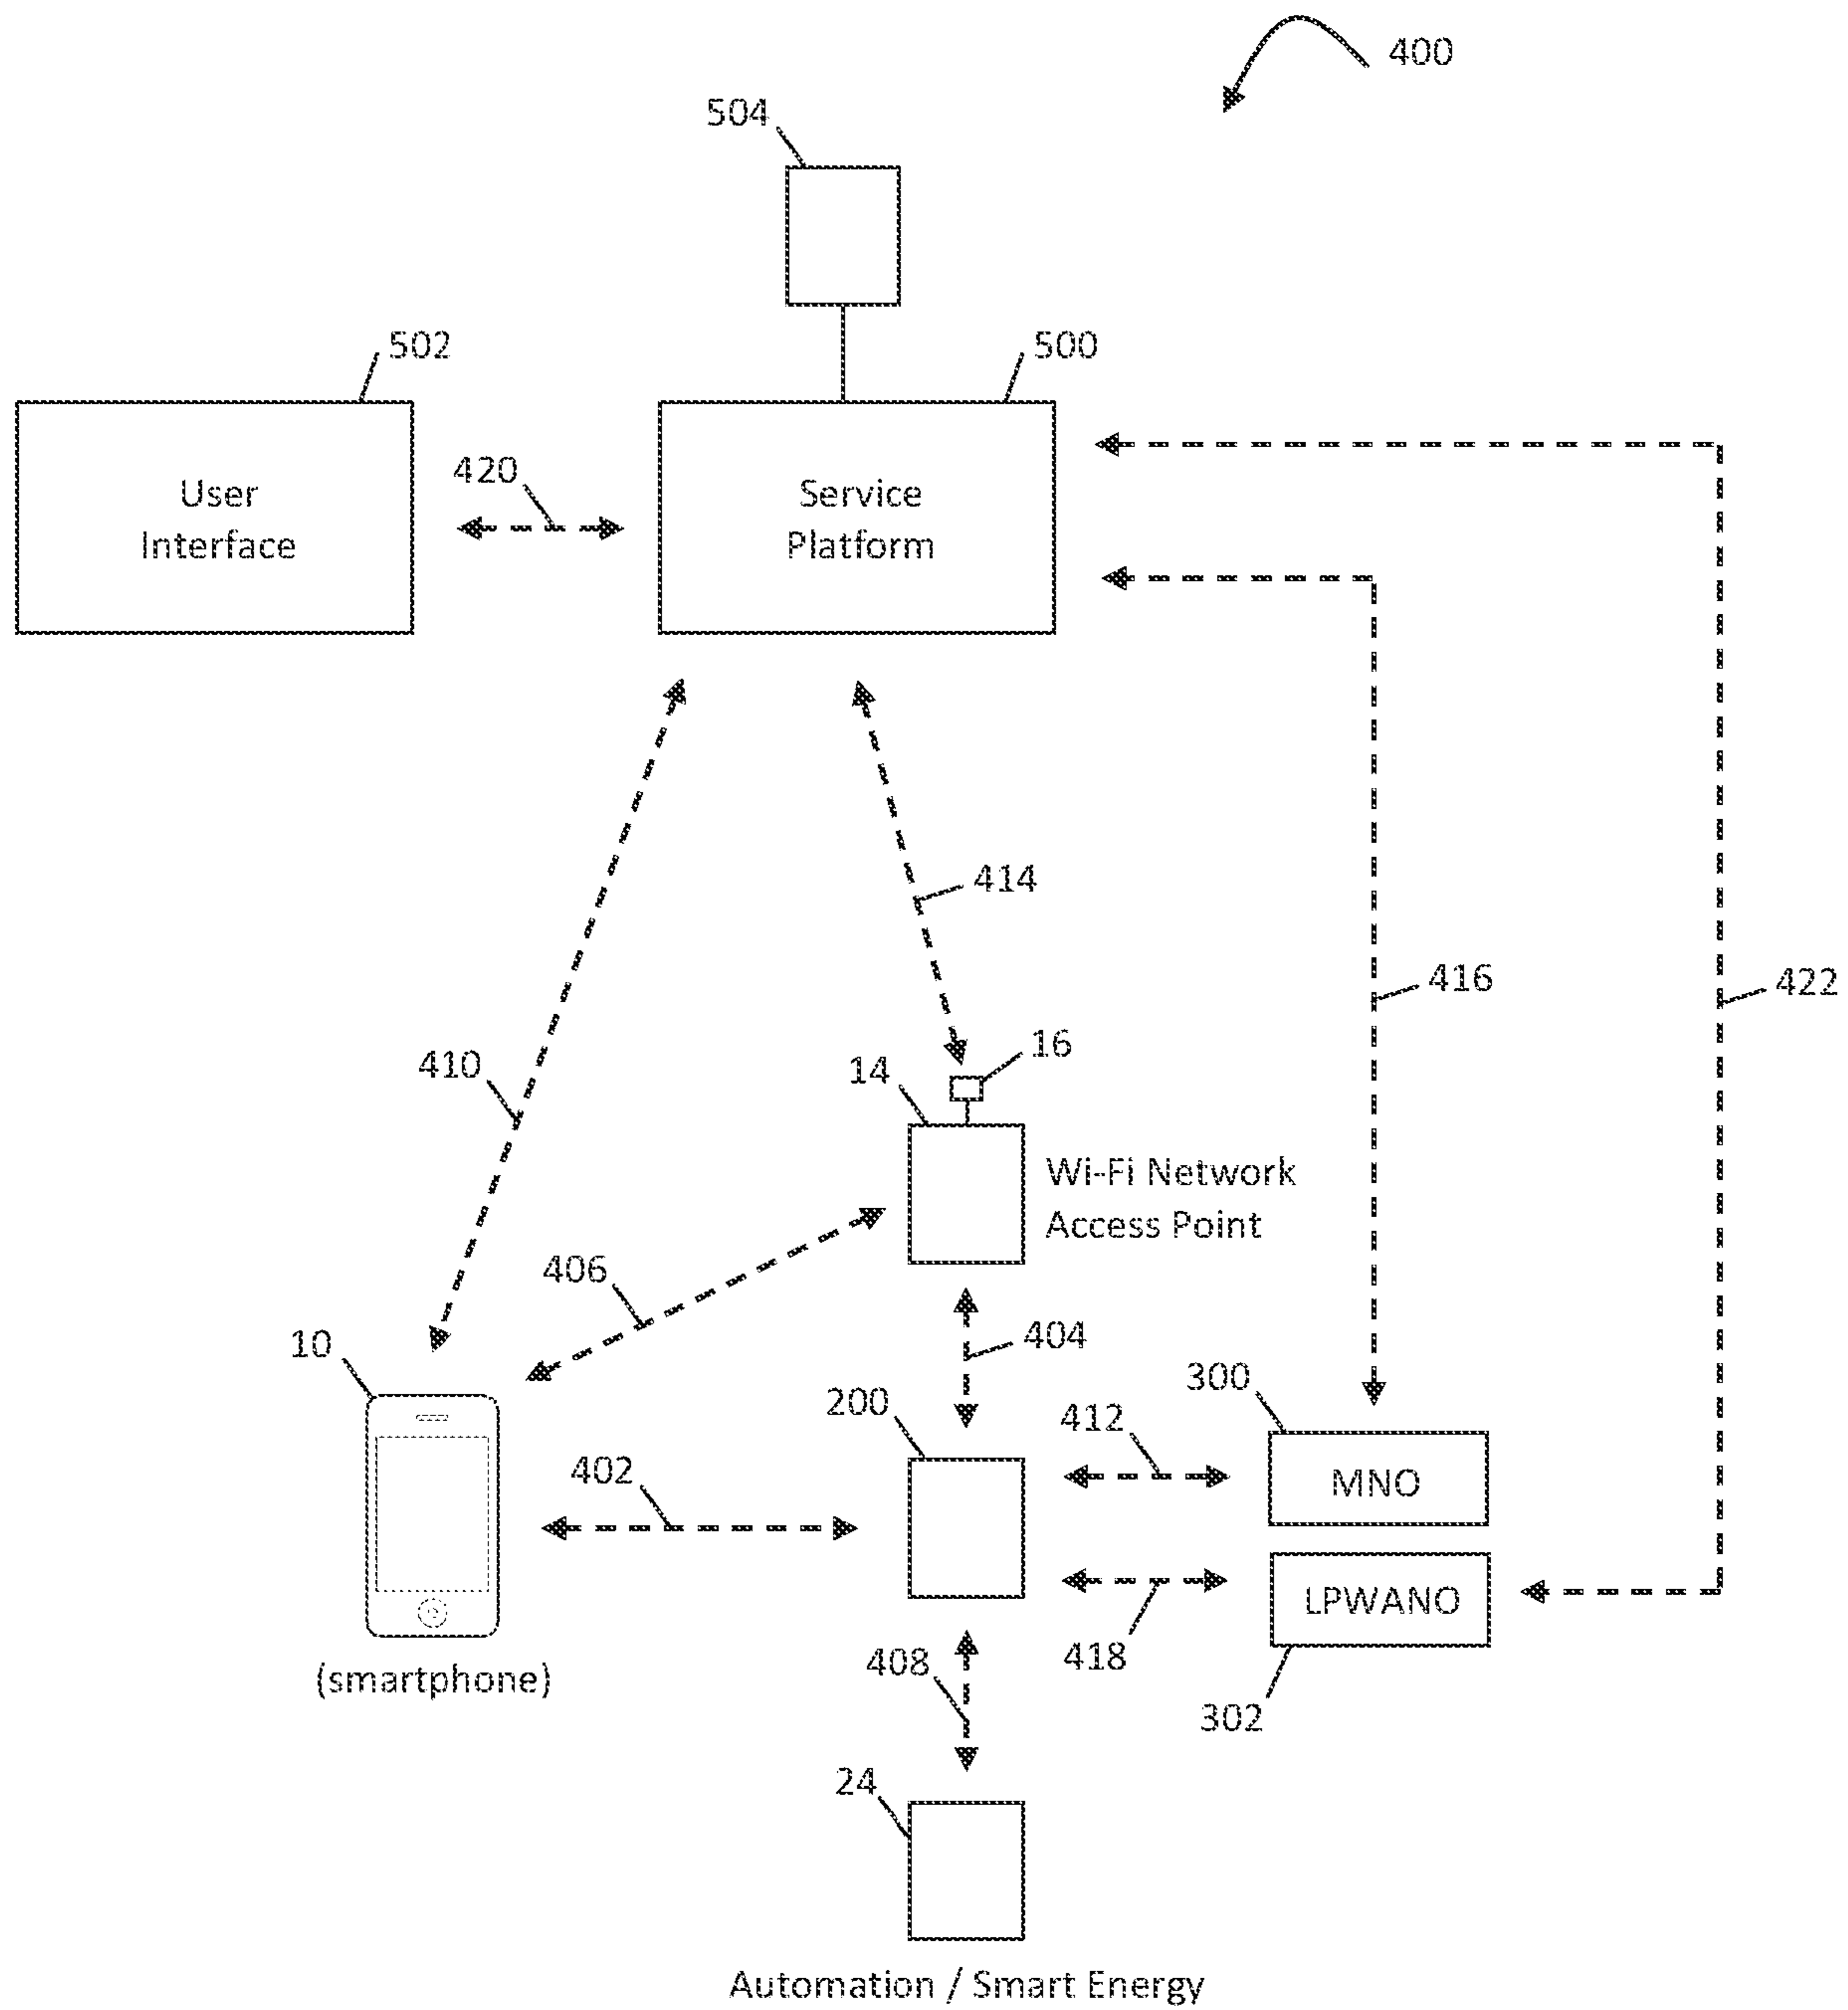 400
504
502
500
420
User
Interface
Service
Platform
414
416
422
16
410
14
Wi-Fi Network
Access Point
406
404
10
300
200
412
402
MNO
LPWANO
418
408
(smartphone)
302
24
Automation / Smart Energy